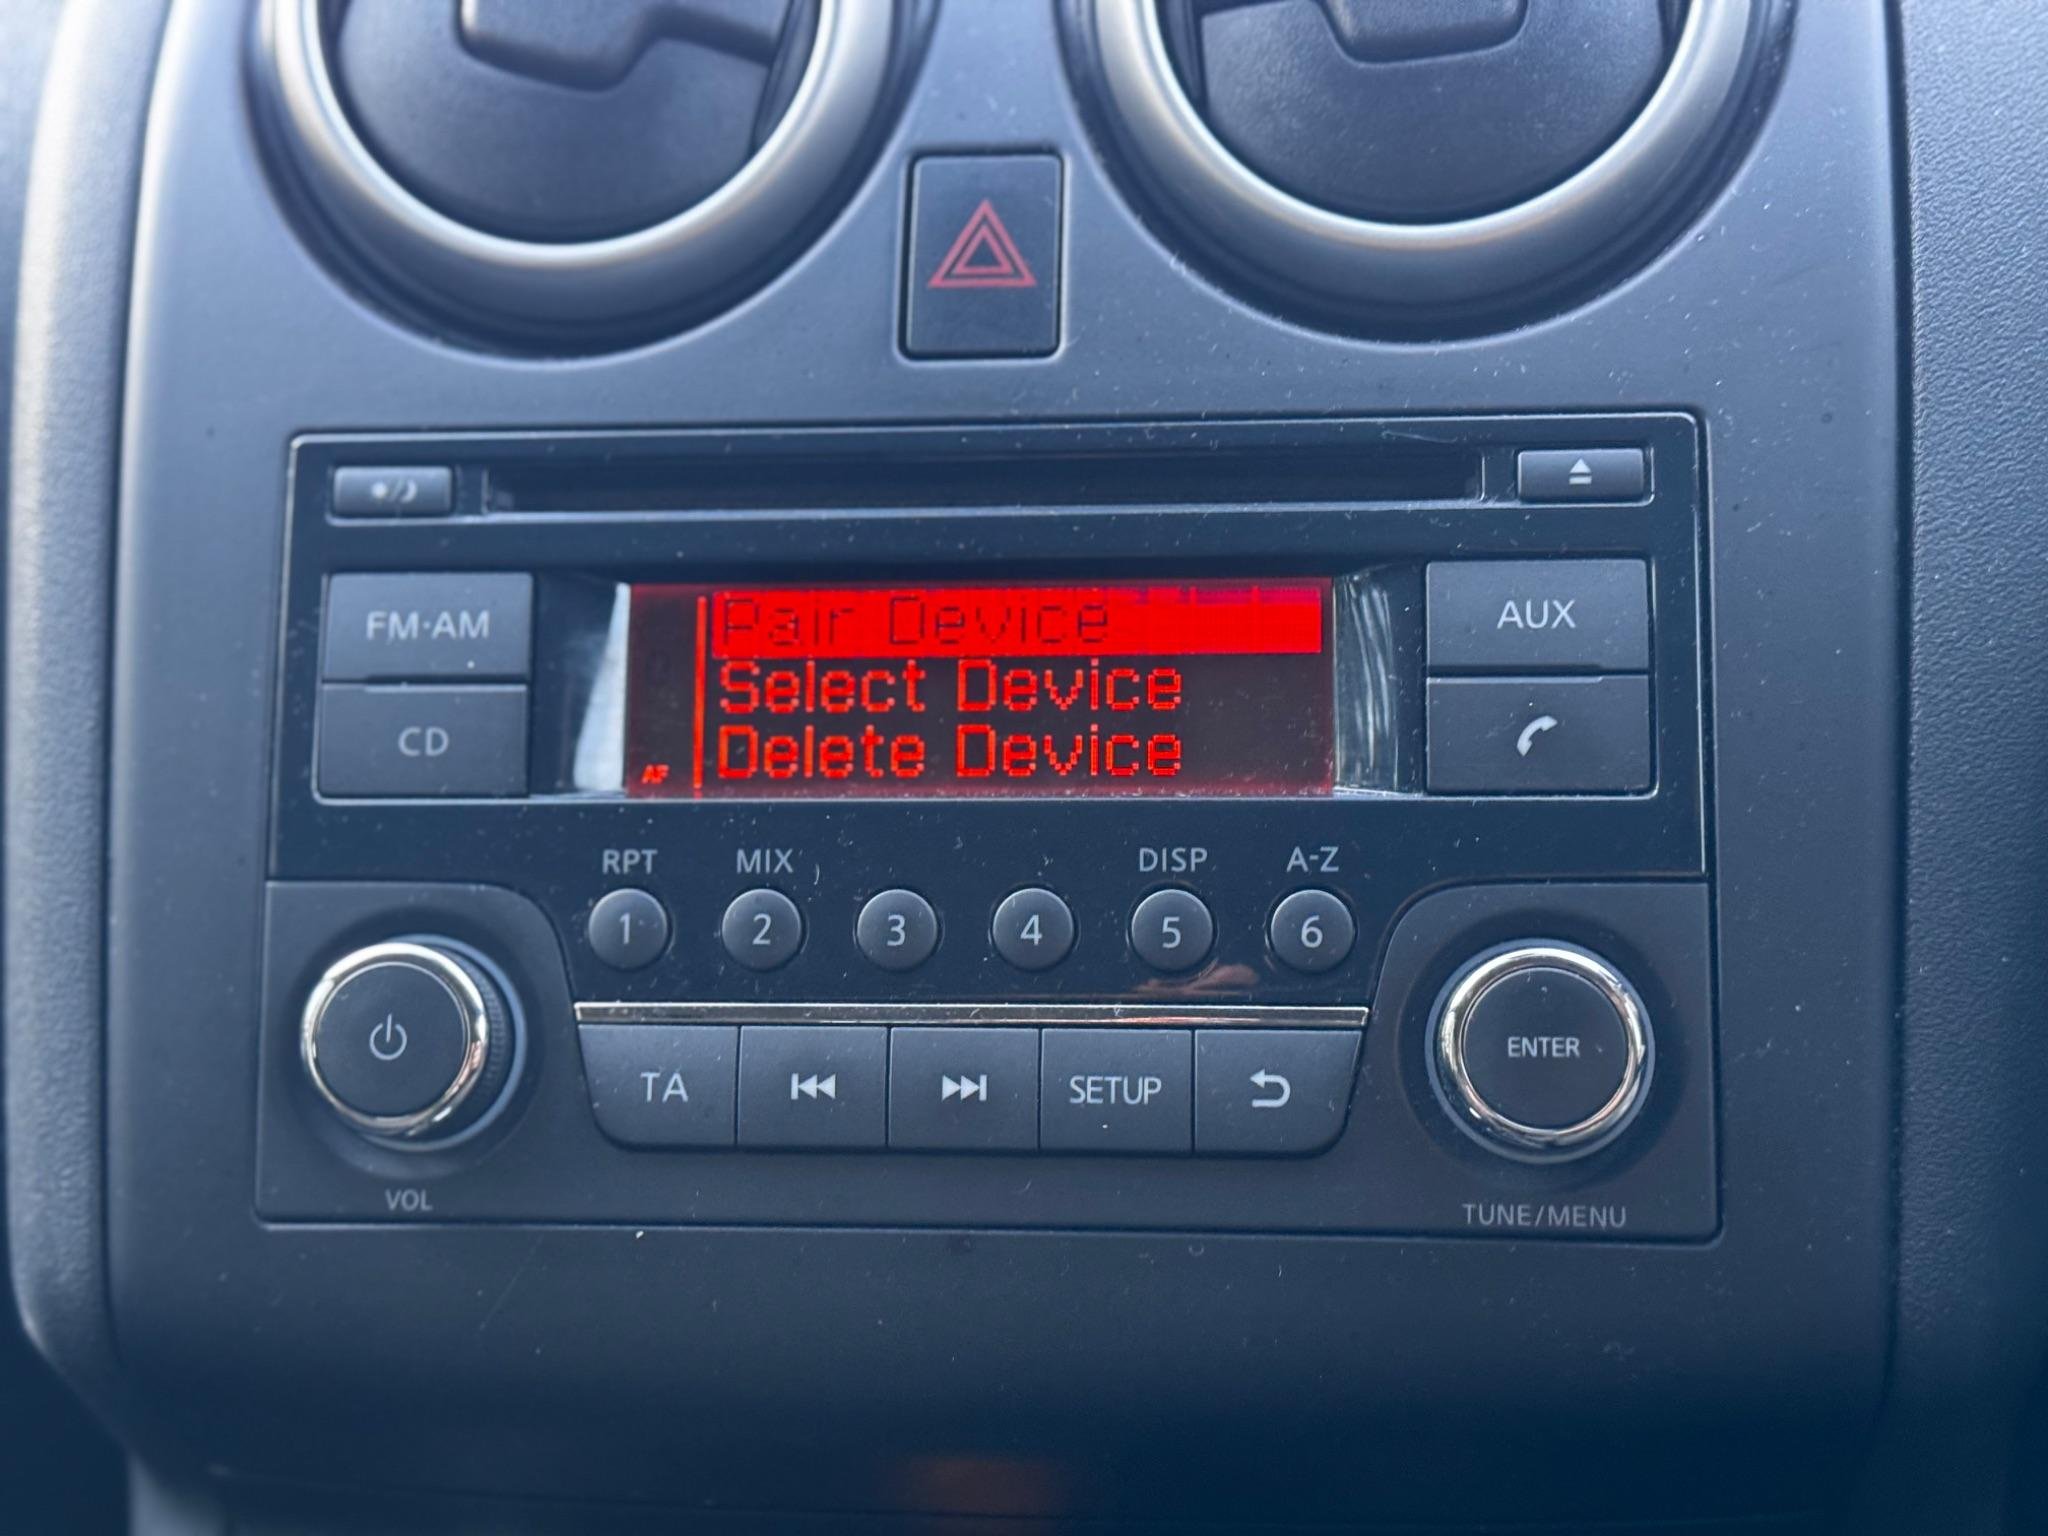 Pair Device
FM·AM
AUX
Select Device
CD
Delete Device
AF
RPT MIX DISP A-Z
1 2 3 4 5 6
TA SETUP ENTER
VOL TUNE/MENU